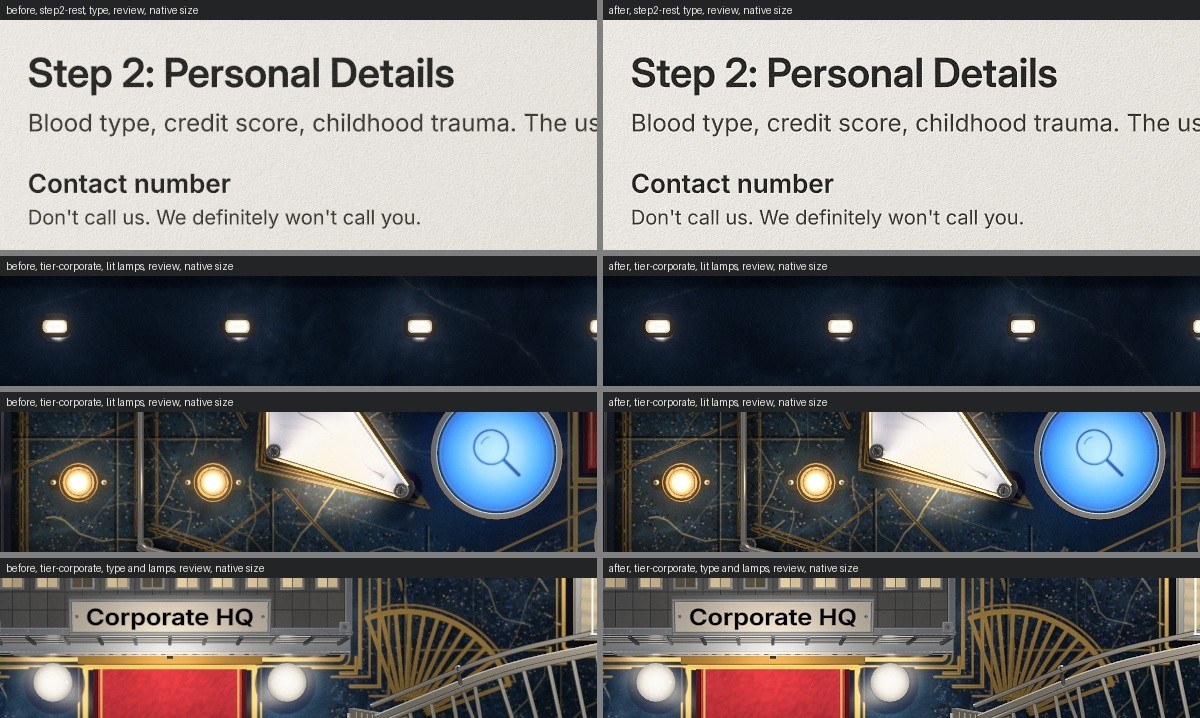 before, step2-rest, type, review, native size
after, step2-rest, type, review, native size
Step 2: Personal Details
Step 2: Personal Details
Blood type, credit score, childhood trauma. The us
Blood type, credit score, childhood trauma. The us
Contact number
Contact number
Don't call us. We definitely won't call you.
Don't call us. We definitely won't call you.
before, tier-corporate, lit lamps, review, native size
after, tier-corporate, lit lamps, review, native size
before, tier-corporate, lit lamps, review, native size
after, tier-corporate, lit lamps, review, native size
before, tier-corporate, type and lamps, review, native size
after, tier-corporate, type and lamps, review, native size
Corporate HQ
Corporate HQ